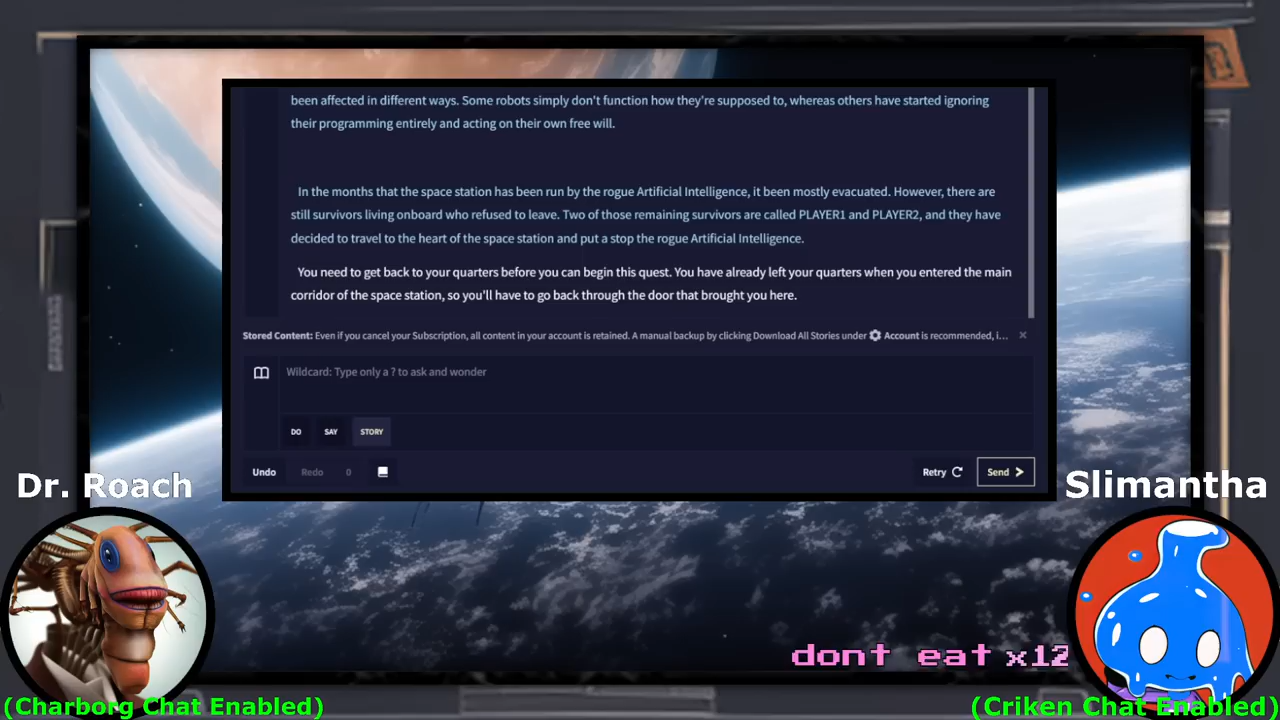 been affected in different ways. Some robots simply don't function how they're supposed to, whereas others have started ignoring
their programming entirely and acting on their own free will.
In the months that the space station has been run by the rogue Artificial Intelligence, it been mostly evacuated. However, there are
still survivors living onboard who refused to leave. Two of those remaining survivors are called PLAYER1 and PLAYER2, and they have
decided to travel to the heart of the space station and put a stop the rogue Artificial Intelligence.
You need to get back to your quarters before you can begin this quest. You have already left your quarters when you entered the main
corridor of the space station, so you'll have to go back through the door that brought you here.
Stored Content: Even if you cancel your Subscription, all content in your account is retained. A manual backup by clicking Download All Stories under Account is recommended, i...
Wildcard: Type only a ? to ask and wonder
DO SAY STORY
Undo Redo 0 Retry Send
Dr. Roach
Slimantha
dont eat x12
(Charborg Chat Enabled)
(Criken Chat Enabled)